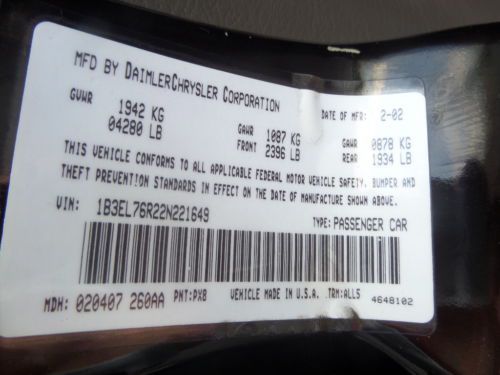 MFD BY DAIMLERCHRYSLER CORPORATION
DATE OF MFR: 2-02
GVWR 1942 KG 04280 LB
GAWR FRONT 1087 KG 2396 LB
GAWR REAR 0878 KG 1934 LB
THIS VEHICLE CONFORMS TO ALL APPLICABLE FEDERAL MOTOR VEHICLE SAFETY, BUMPER AND
THEFT PREVENTION STANDARDS IN EFFECT ON THE DATE OF MANUFACTURE SHOWN ABOVE.
VIN: 1B3EL76R22N221649
TYPE: PASSENGER CAR
MDH: 020407 260AA PNT:PX8 VEHICLE MADE IN U.S.A. TRM:ALL5 4648102